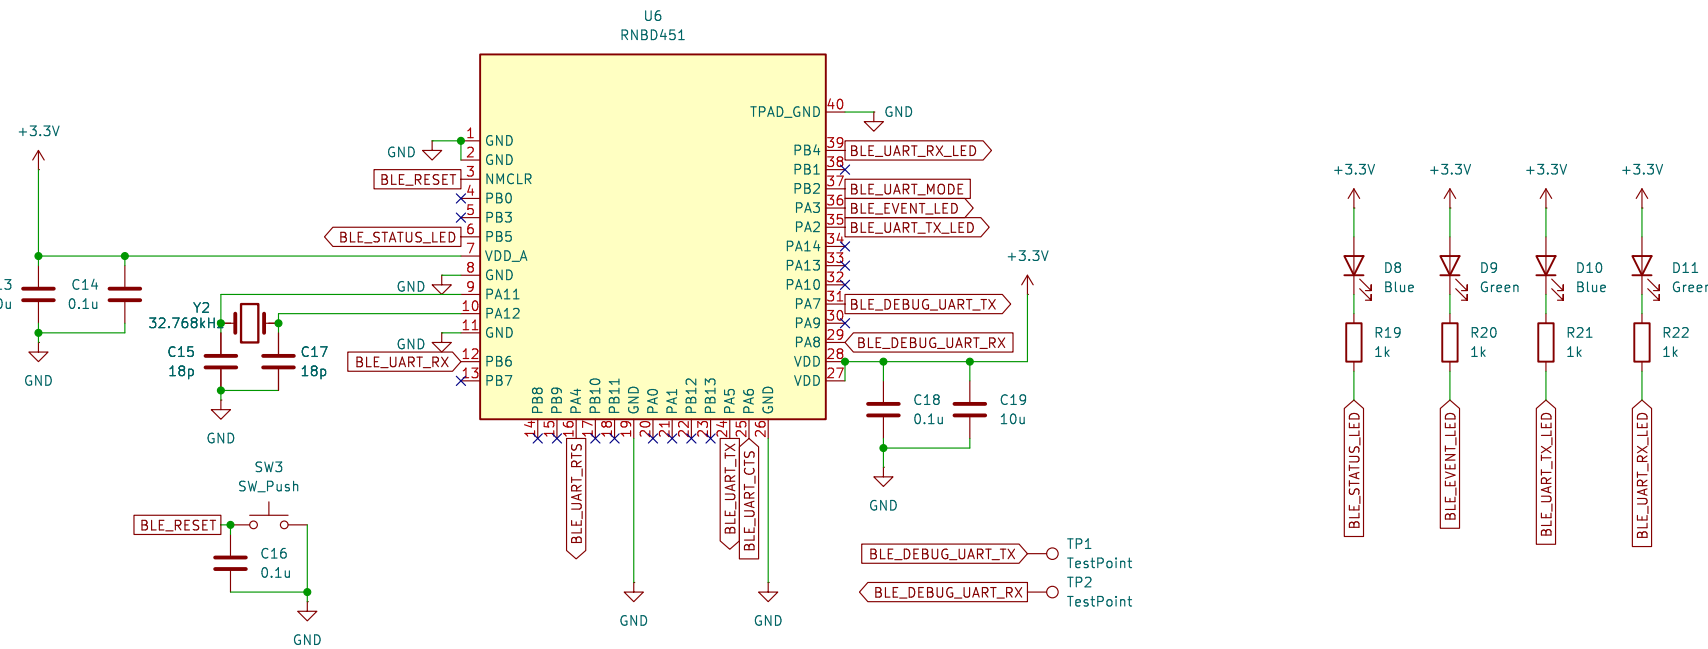 U6
RNBD451
+3.3V
GND
BLE_RESET
BLE_STATUS_LED
GND
GND
BLE_UART_RX
1 GND
2 GND
3 NMCLR
4 PB0
5 PB3
6 PB5
7 VDD_A
8 GND
9 PA11
10 PA12
11 GND
12 PB6
13 PB7
14 PB8
15 PB9
16 PA4
17 PB10
18 PB11
19 GND
20 PA0
21 PA1
22 PB12
23 PB13
24 PA5
25 PA6
26 GND
TPAD_GND 40
PB4 39
PB1 38
PB2 37
PA3 36
PA2 35
PA14 34
PA13 33
PA10 32
PA7 31
PA9 30
PA8 29
VDD 28
VDD 27
GND
BLE_UART_RX_LED
BLE_UART_MODE
BLE_EVENT_LED
BLE_UART_TX_LED
BLE_DEBUG_UART_TX
BLE_DEBUG_UART_RX
+3.3V
C14
0.1u
GND
Y2
32.768kHz
C15
18p
C17
18p
GND
C18
0.1u
C19
10u
GND
BLE_UART_RTS
BLE_UART_TX
BLE_UART_CTS
GND
GND
SW3
SW_Push
BLE_RESET
C16
0.1u
GND
BLE_DEBUG_UART_TX
TP1
TestPoint
BLE_DEBUG_UART_RX
TP2
TestPoint
+3.3V
D8
Blue
R19
1k
BLE_STATUS_LED
+3.3V
D9
Green
R20
1k
BLE_EVENT_LED
+3.3V
D10
Blue
R21
1k
BLE_UART_TX_LED
+3.3V
D11
Green
R22
1k
BLE_UART_RX_LED